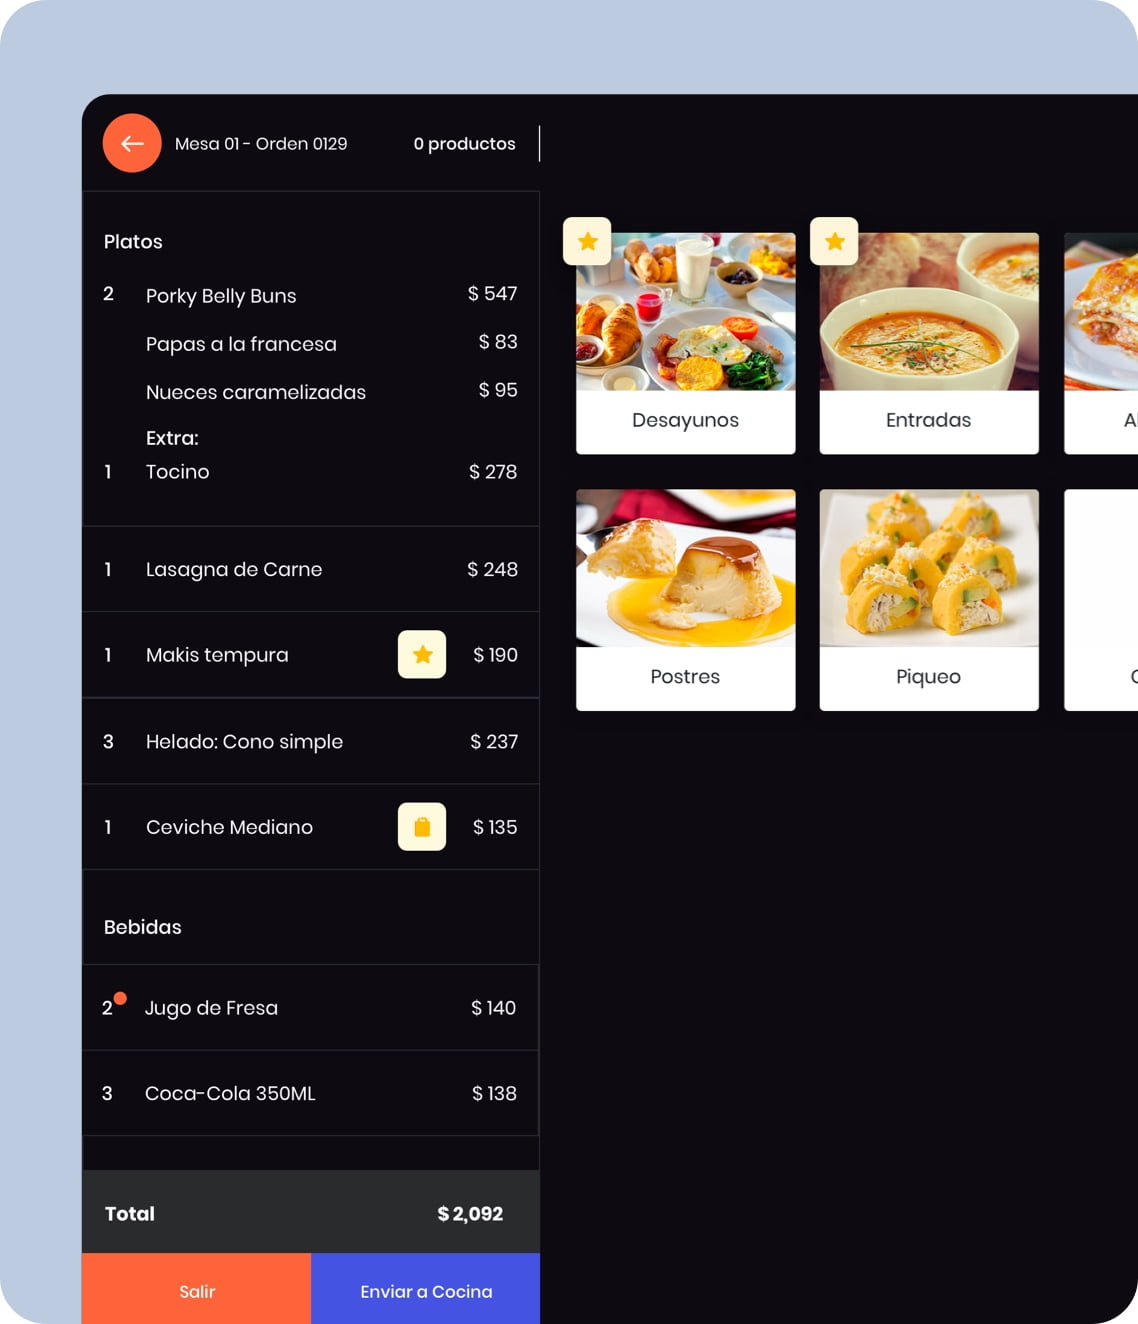 Mesa 01 - Orden 0129
0 productos
Platos
2 Porky Belly Buns $ 547
Papas a la francesa $ 83
Nueces caramelizadas $ 95
Extra:
1 Tocino $ 278
1 Lasagna de Carne $ 248
1 Makis tempura $ 190
3 Helado: Cono simple $ 237
1 Ceviche Mediano $ 135
Bebidas
2 Jugo de Fresa $ 140
3 Coca-Cola 350ML $ 138
Total $ 2,092
Salir
Enviar a Cocina
Desayunos
Entradas
Postres
Piqueo